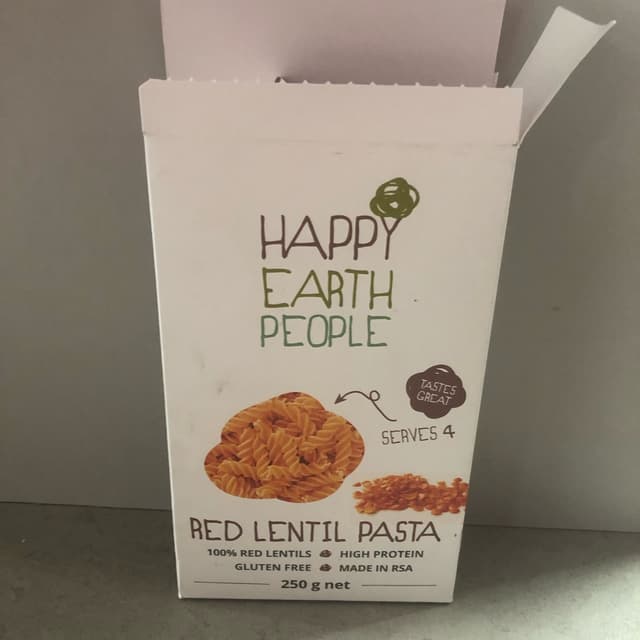 HAPPY
EARTH
PEOPLE
TASTES
GREAT
SERVES 4
RED LENTIL PASTA
100% RED LENTILS HIGH PROTEIN
GLUTEN FREE MADE IN RSA
250 g net